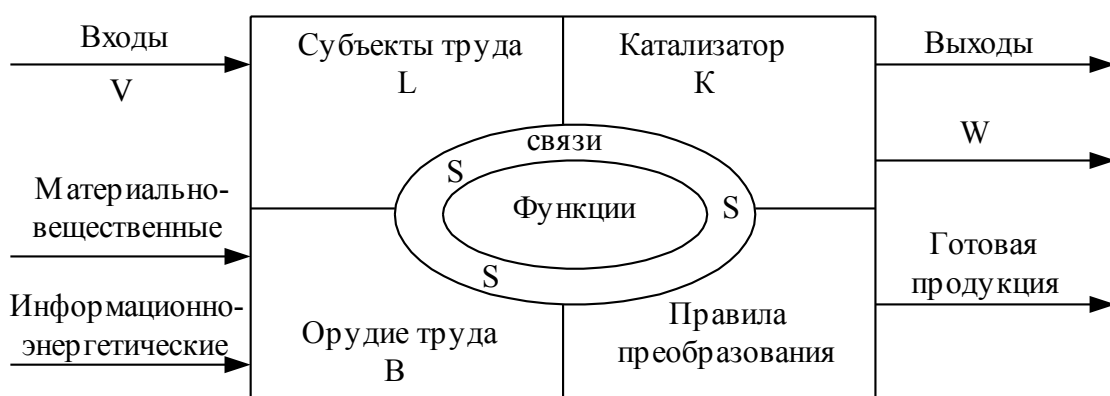 Входы
V
Материально-
вещественные
Информационно-
энергетические
Субъекты труда
L
Катализатор
К
связи
S
Функции
S
S
Орудие труда
В
Правила
преобразования
Выходы
W
Готовая
продукция